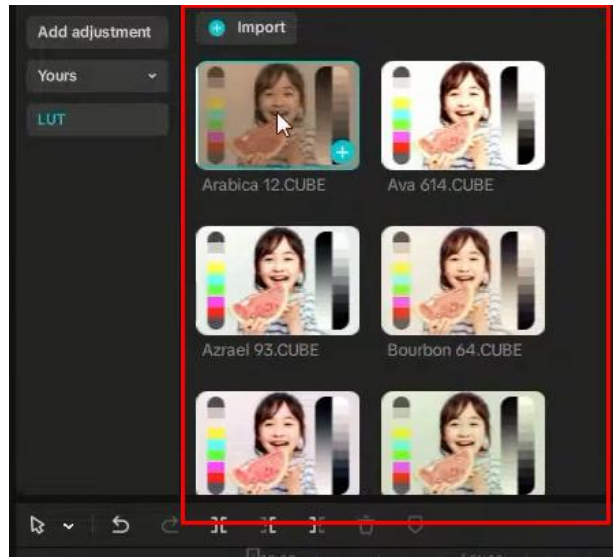 Add adjustment
Import
Yours
LUT
Arabica 12.CUBE
Ava 614.CUBE
Azrael 93.CUBE
Bourbon 64.CUBE